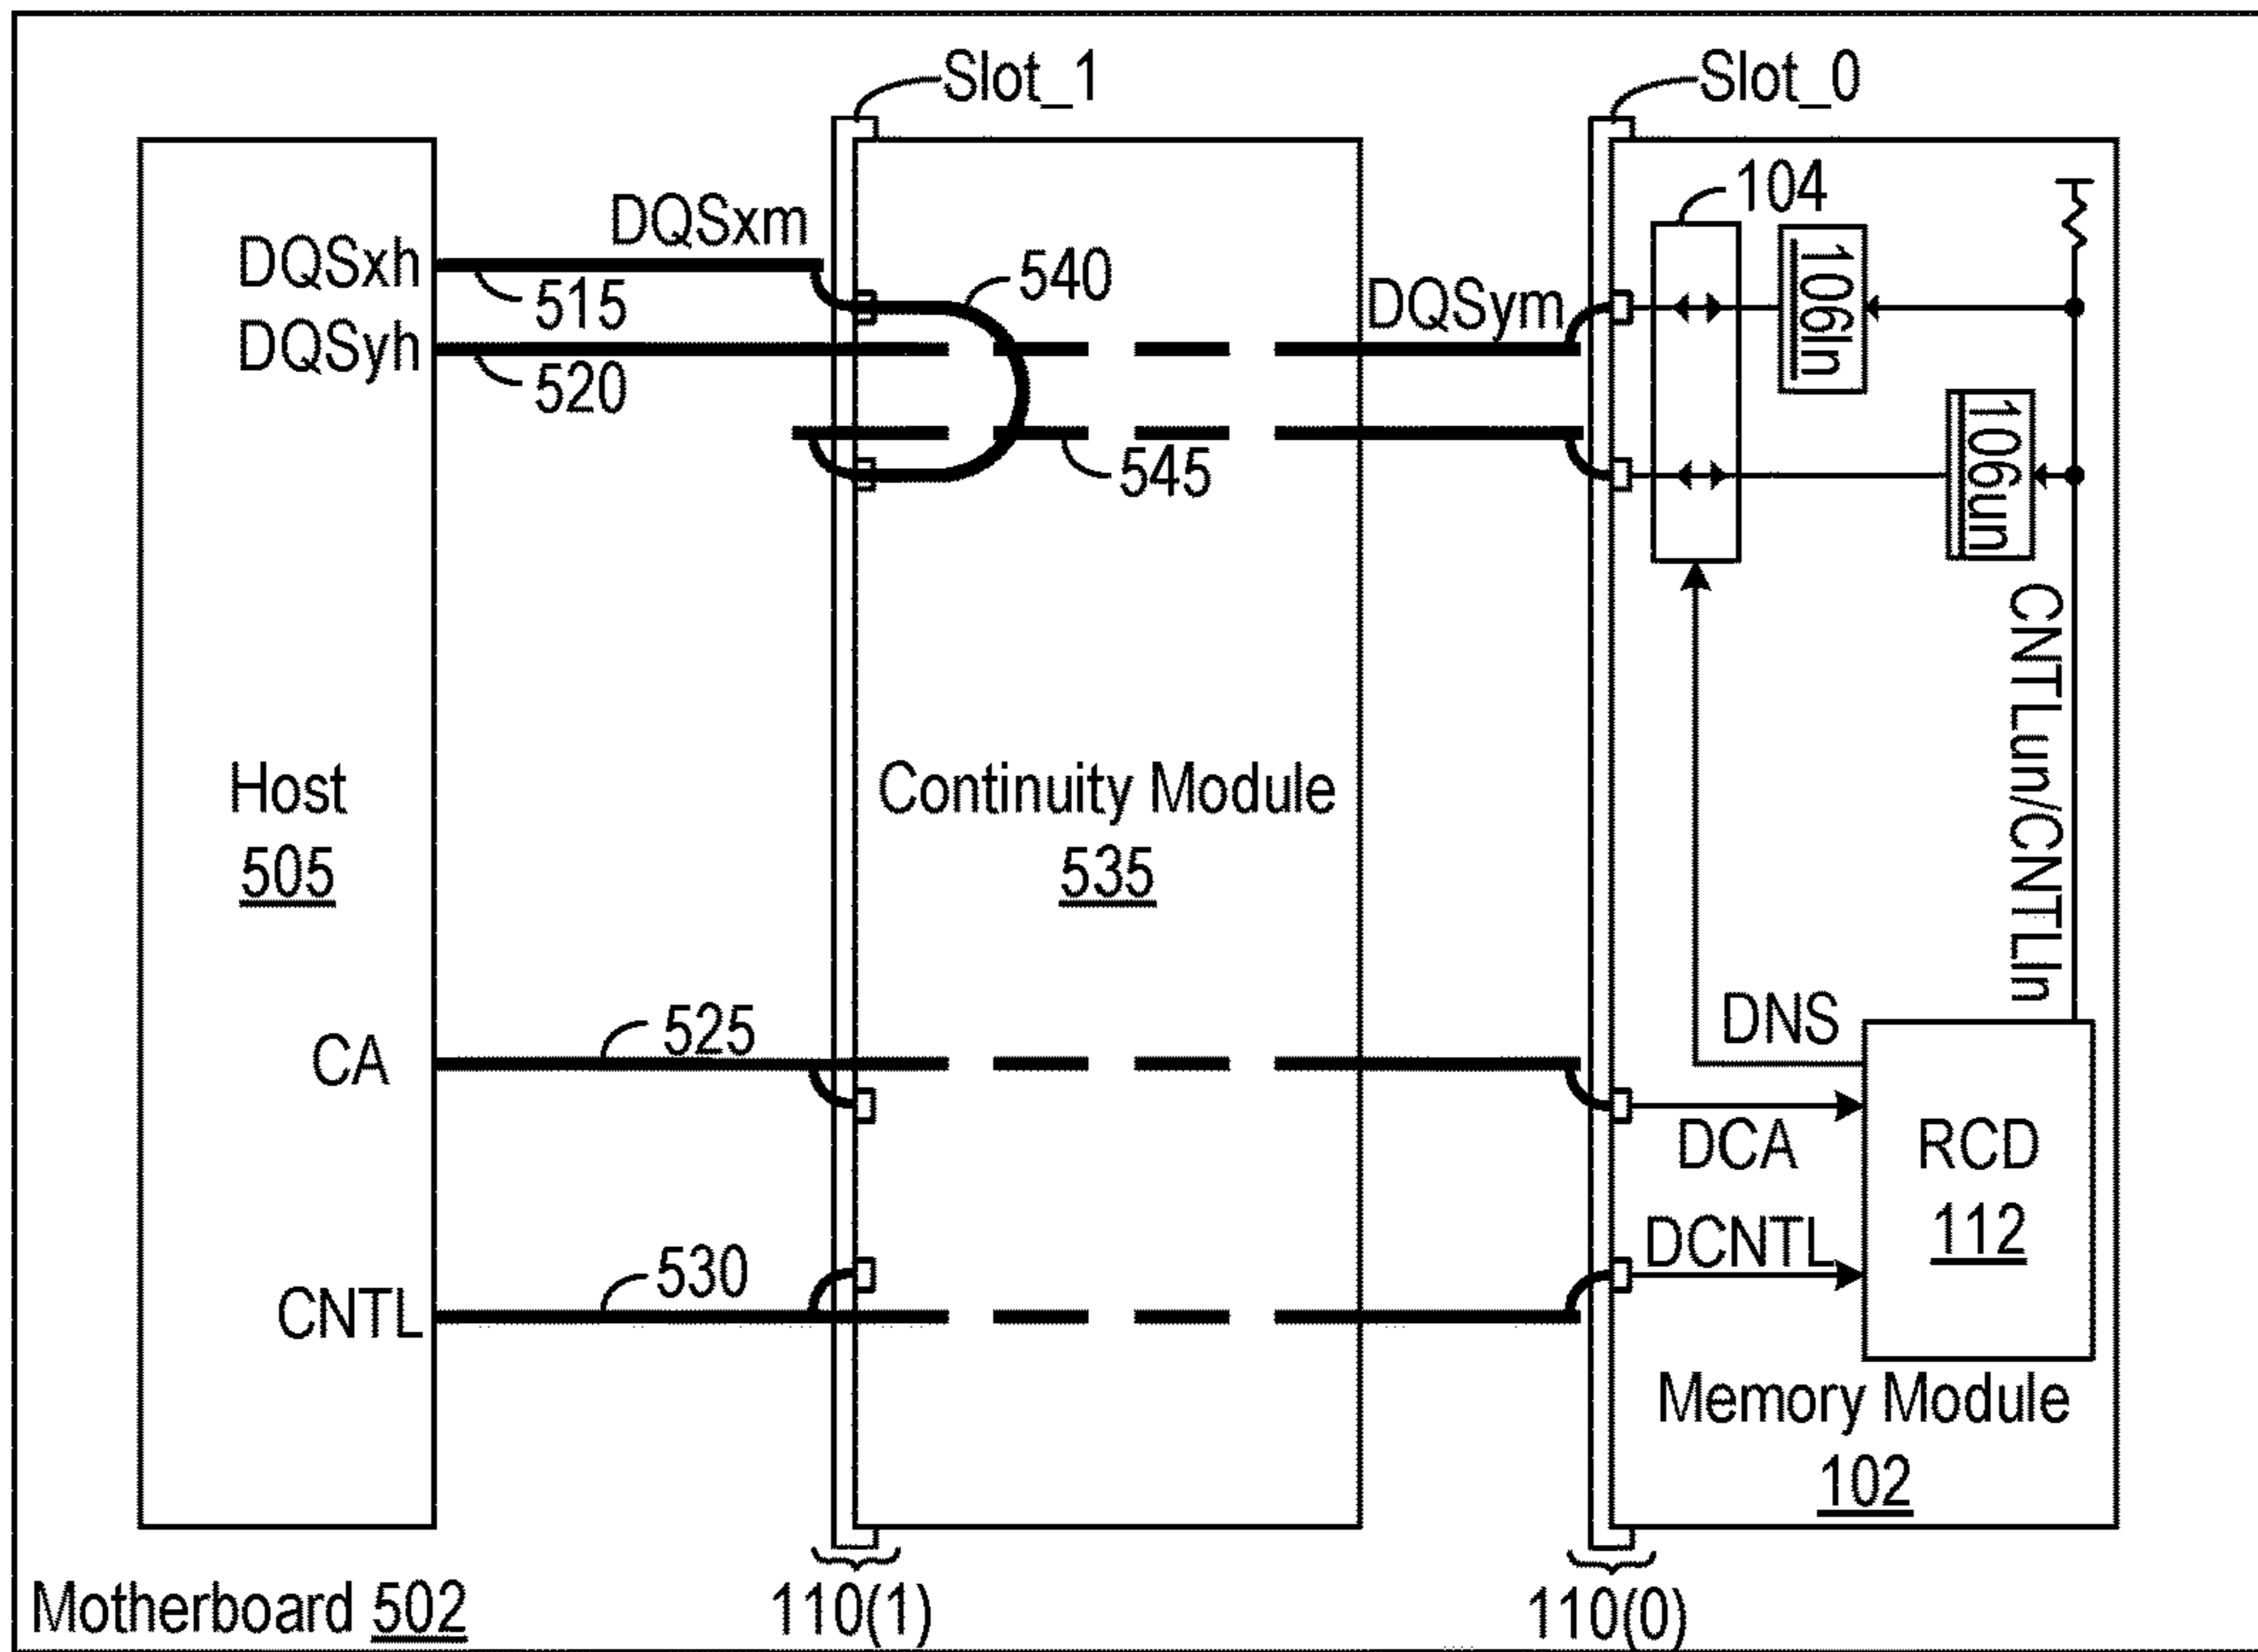 Slot_1
Slot_0
104
DQSxm
DQSxh
515
540
DQSym
106ln
DQSyh
520
545
106un
CNTLun/CNTLln
Host
505
Continuity Module
535
DNS
525
CA
DCA
RCD
112
DCNTL
530
CNTL
Memory Module
102
Motherboard 502
110(1)
110(0)